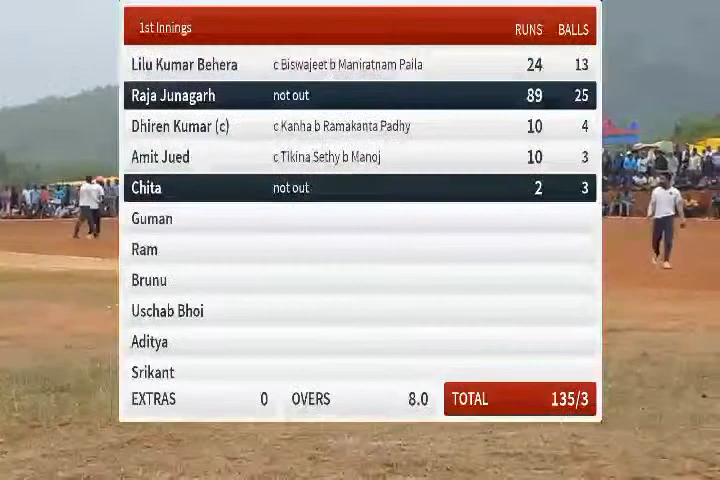 1st Innings RUNS BALLS
Lilu Kumar Behera c Biswajeet b Maniratnam Paila 24 13
Raja Junagarh not out 89 25
Dhiren Kumar (c) c Kanha b Ramakanta Padhy 10 4
Amit Jued c Tikina Sethy b Manoj 10 3
Chita not out 2 3
Guman
Ram
Brunu
Uschab Bhoi
Aditya
Srikant
EXTRAS 0 OVERS 8.0 TOTAL 135/3